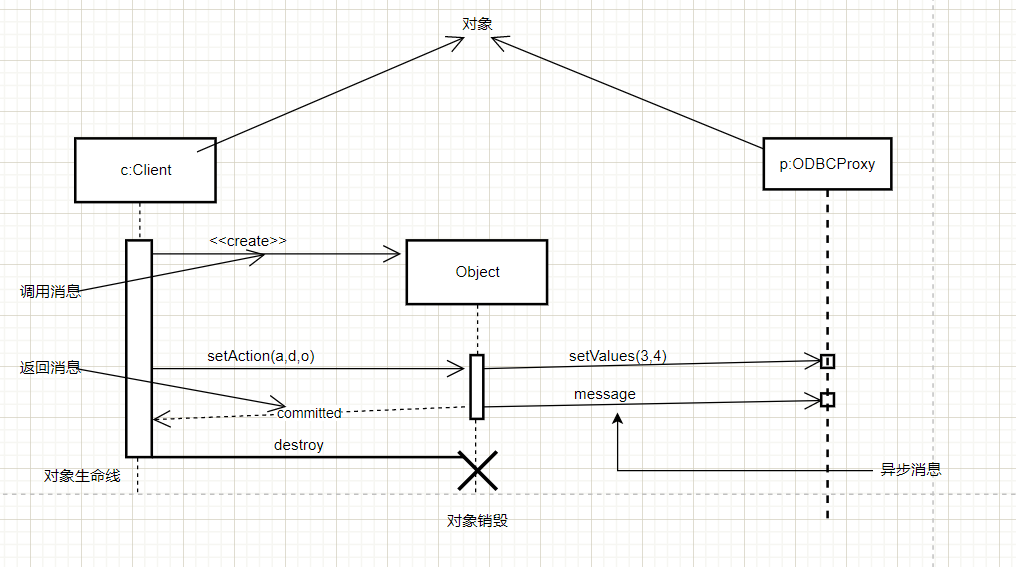 对象
c:Client
p:ODBCProxy
<<create>>
Object
调用消息
setAction(a,d,o)
setValues(3,4)
返回消息
message
committed
destroy
对象生命线
异步消息
对象销毁